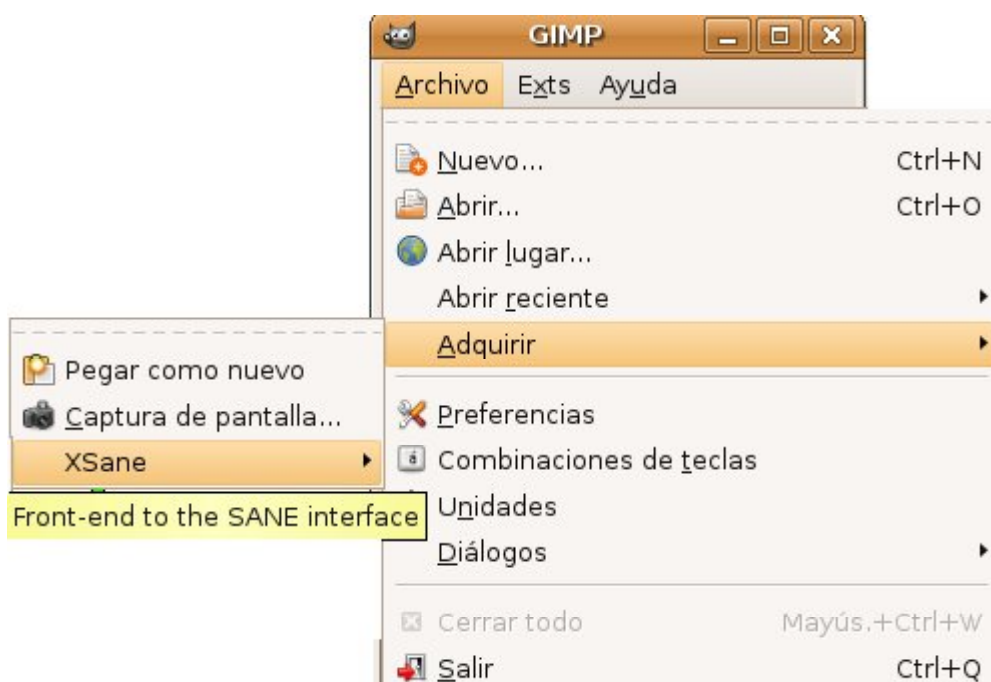 GIMP
Archivo Exts Ayuda
Nuevo... Ctrl+N
Abrir... Ctrl+O
Abrir lugar...
Abrir reciente
Adquirir
Pegar como nuevo
Captura de pantalla...
XSane
Front-end to the SANE interface
Preferencias
Combinaciones de teclas
Unidades
Diálogos
Cerrar todo Mayús.+Ctrl+W
Salir Ctrl+Q